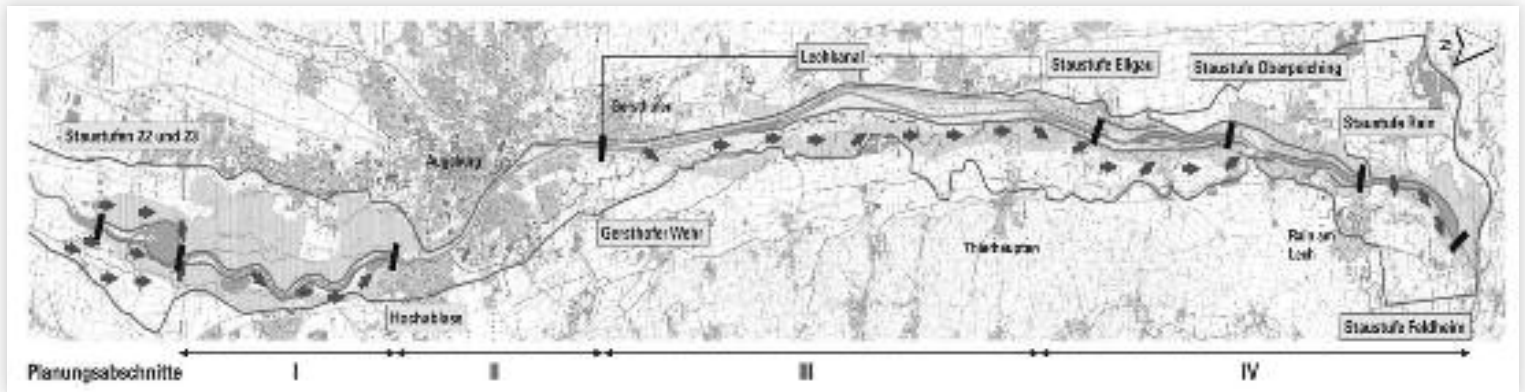 Lechkanal
Staustufe Ellgau
Staustufe Oberpeiching
Gersthofen
Staustufen 22 und 23
Augsburg
Staustufe Rain
Gersthofer Wehr
Thierhaupten
Rain am
Lech
Hochablass
Staustufe Feldheim
N
Planungsabschnitte I II III IV